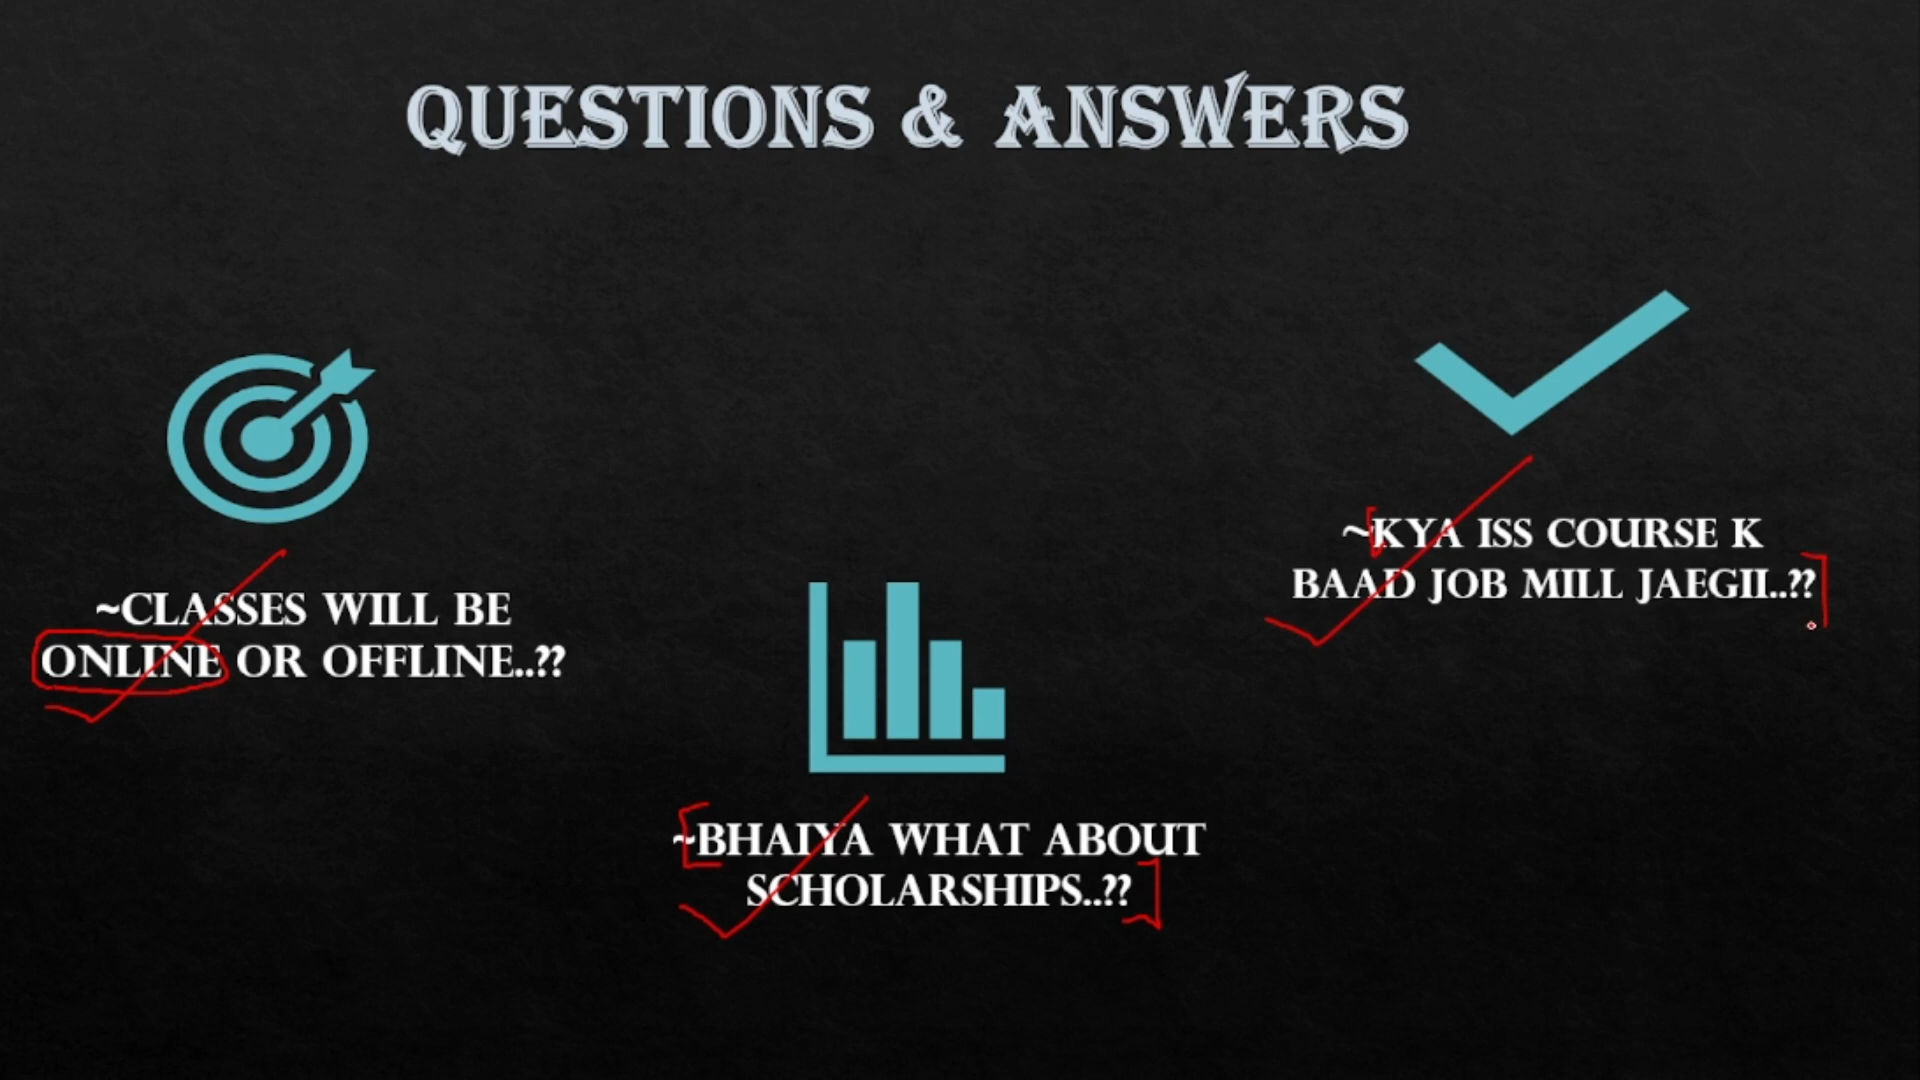 QUESTIONS & ANSWERS
~CLASSES WILL BE
ONLINE OR OFFLINE..??
~BHAIYA WHAT ABOUT
SCHOLARSHIPS..??
~KYA ISS COURSE K
BAAD JOB MILL JAEGII..??